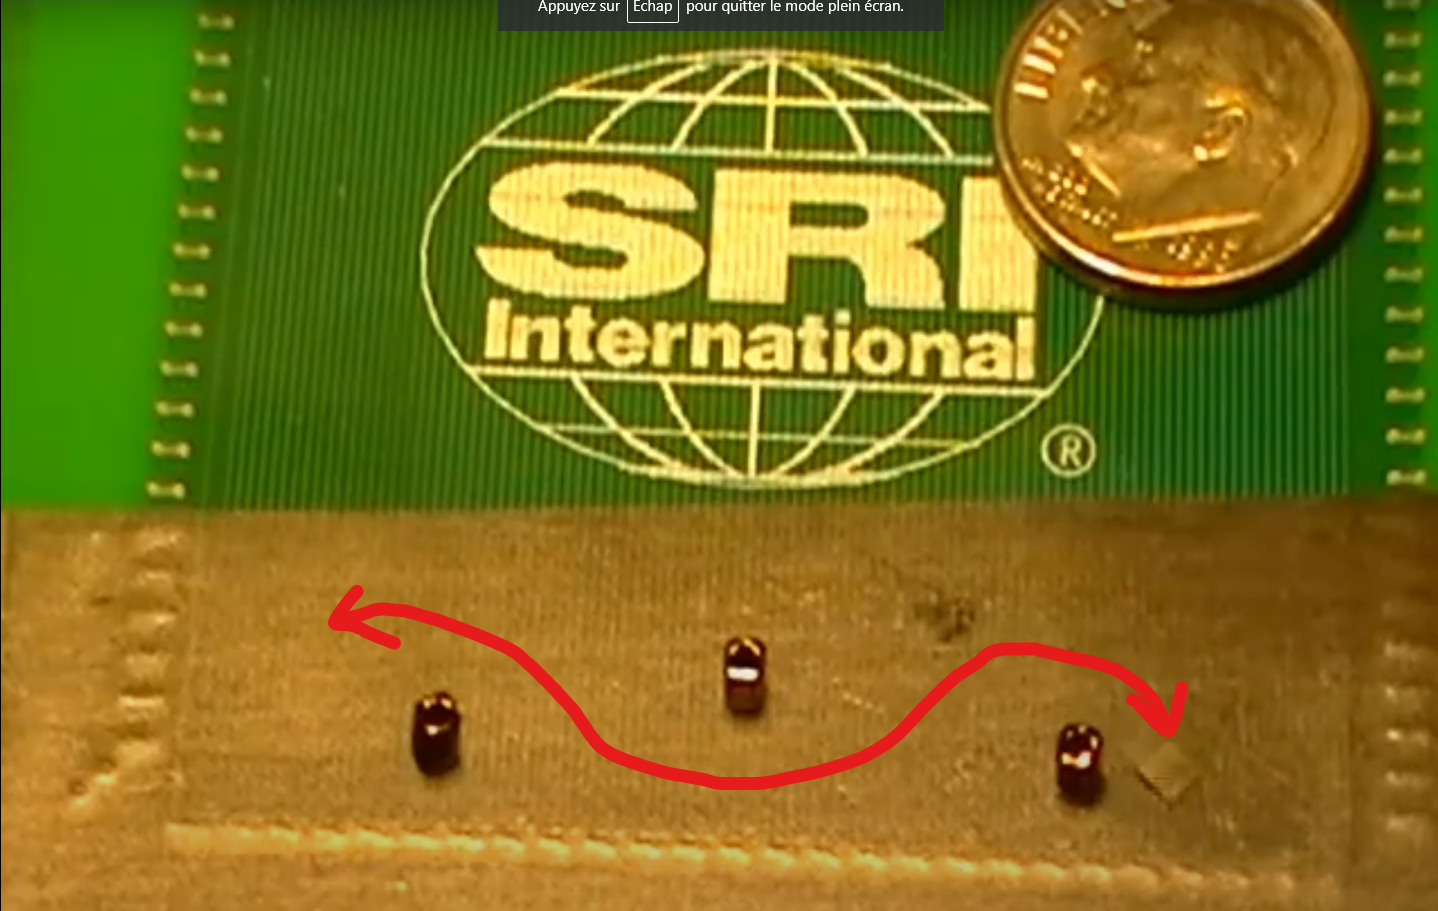 Appuyez sur Echap pour quitter le mode plein écran.
SRI
International
®